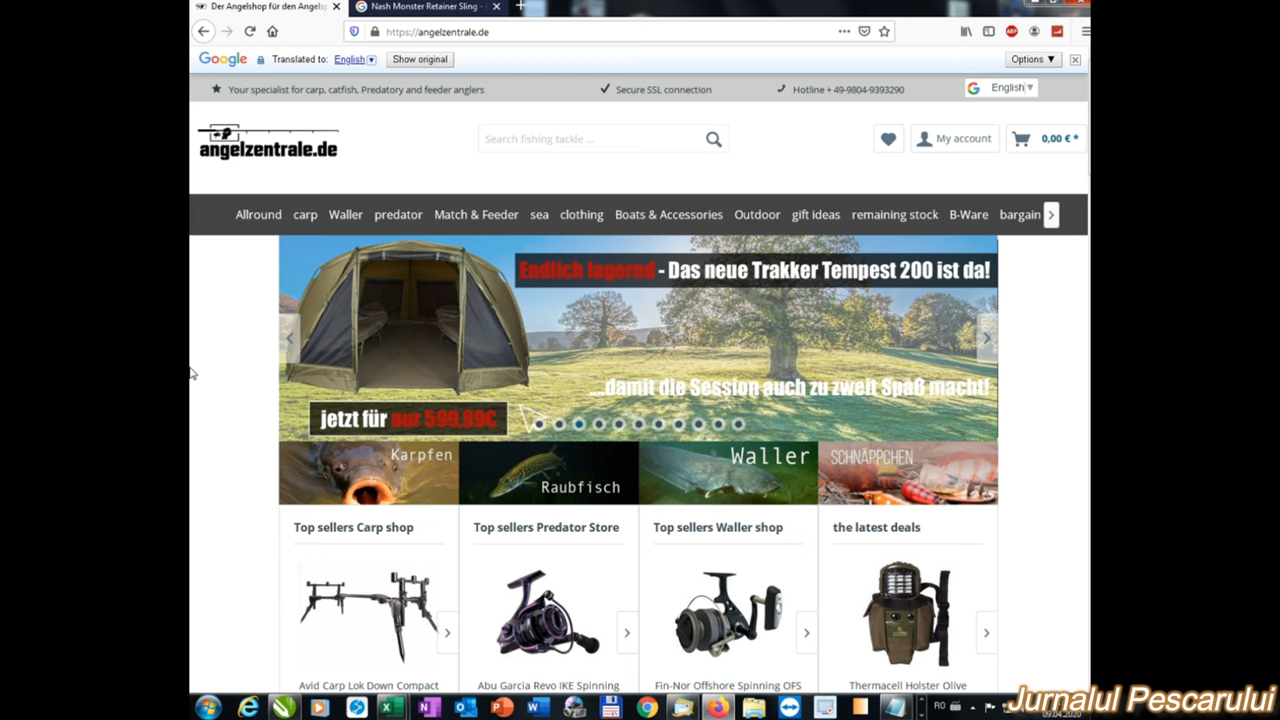 Der Angelshop für den Angels
Nash Monster Retainer Sling -
https://angelzentrale.de
ABP
Google Translated to: English Show original Options ▼
Your specialist for carp, catfish, Predatory and feeder anglers
Secure SSL connection
Hotline + 49-9804-9393290
English
angelzentrale.de
Search fishing tackle ...
My account
0,00 € *
Allround carp Waller predator Match & Feeder sea clothing Boats & Accessories Outdoor gift ideas remaining stock B-Ware bargain
Endlich lagernd - Das neue Trakker Tempest 200 ist da!
...damit die Session auch zu zweit Spaß macht!
jetzt für nur 599,99€
Karpfen
Raubfisch
Waller
SCHNÄPPCHEN
Top sellers Carp shop
Top sellers Predator Store
Top sellers Waller shop
the latest deals
Avid Carp Lok Down Compact
Abu Garcia Revo IKE Spinning
Fin-Nor Offshore Spinning OFS
Thermacell Holster Olive
RO
09.04.2020
Jurnalul Pescarului